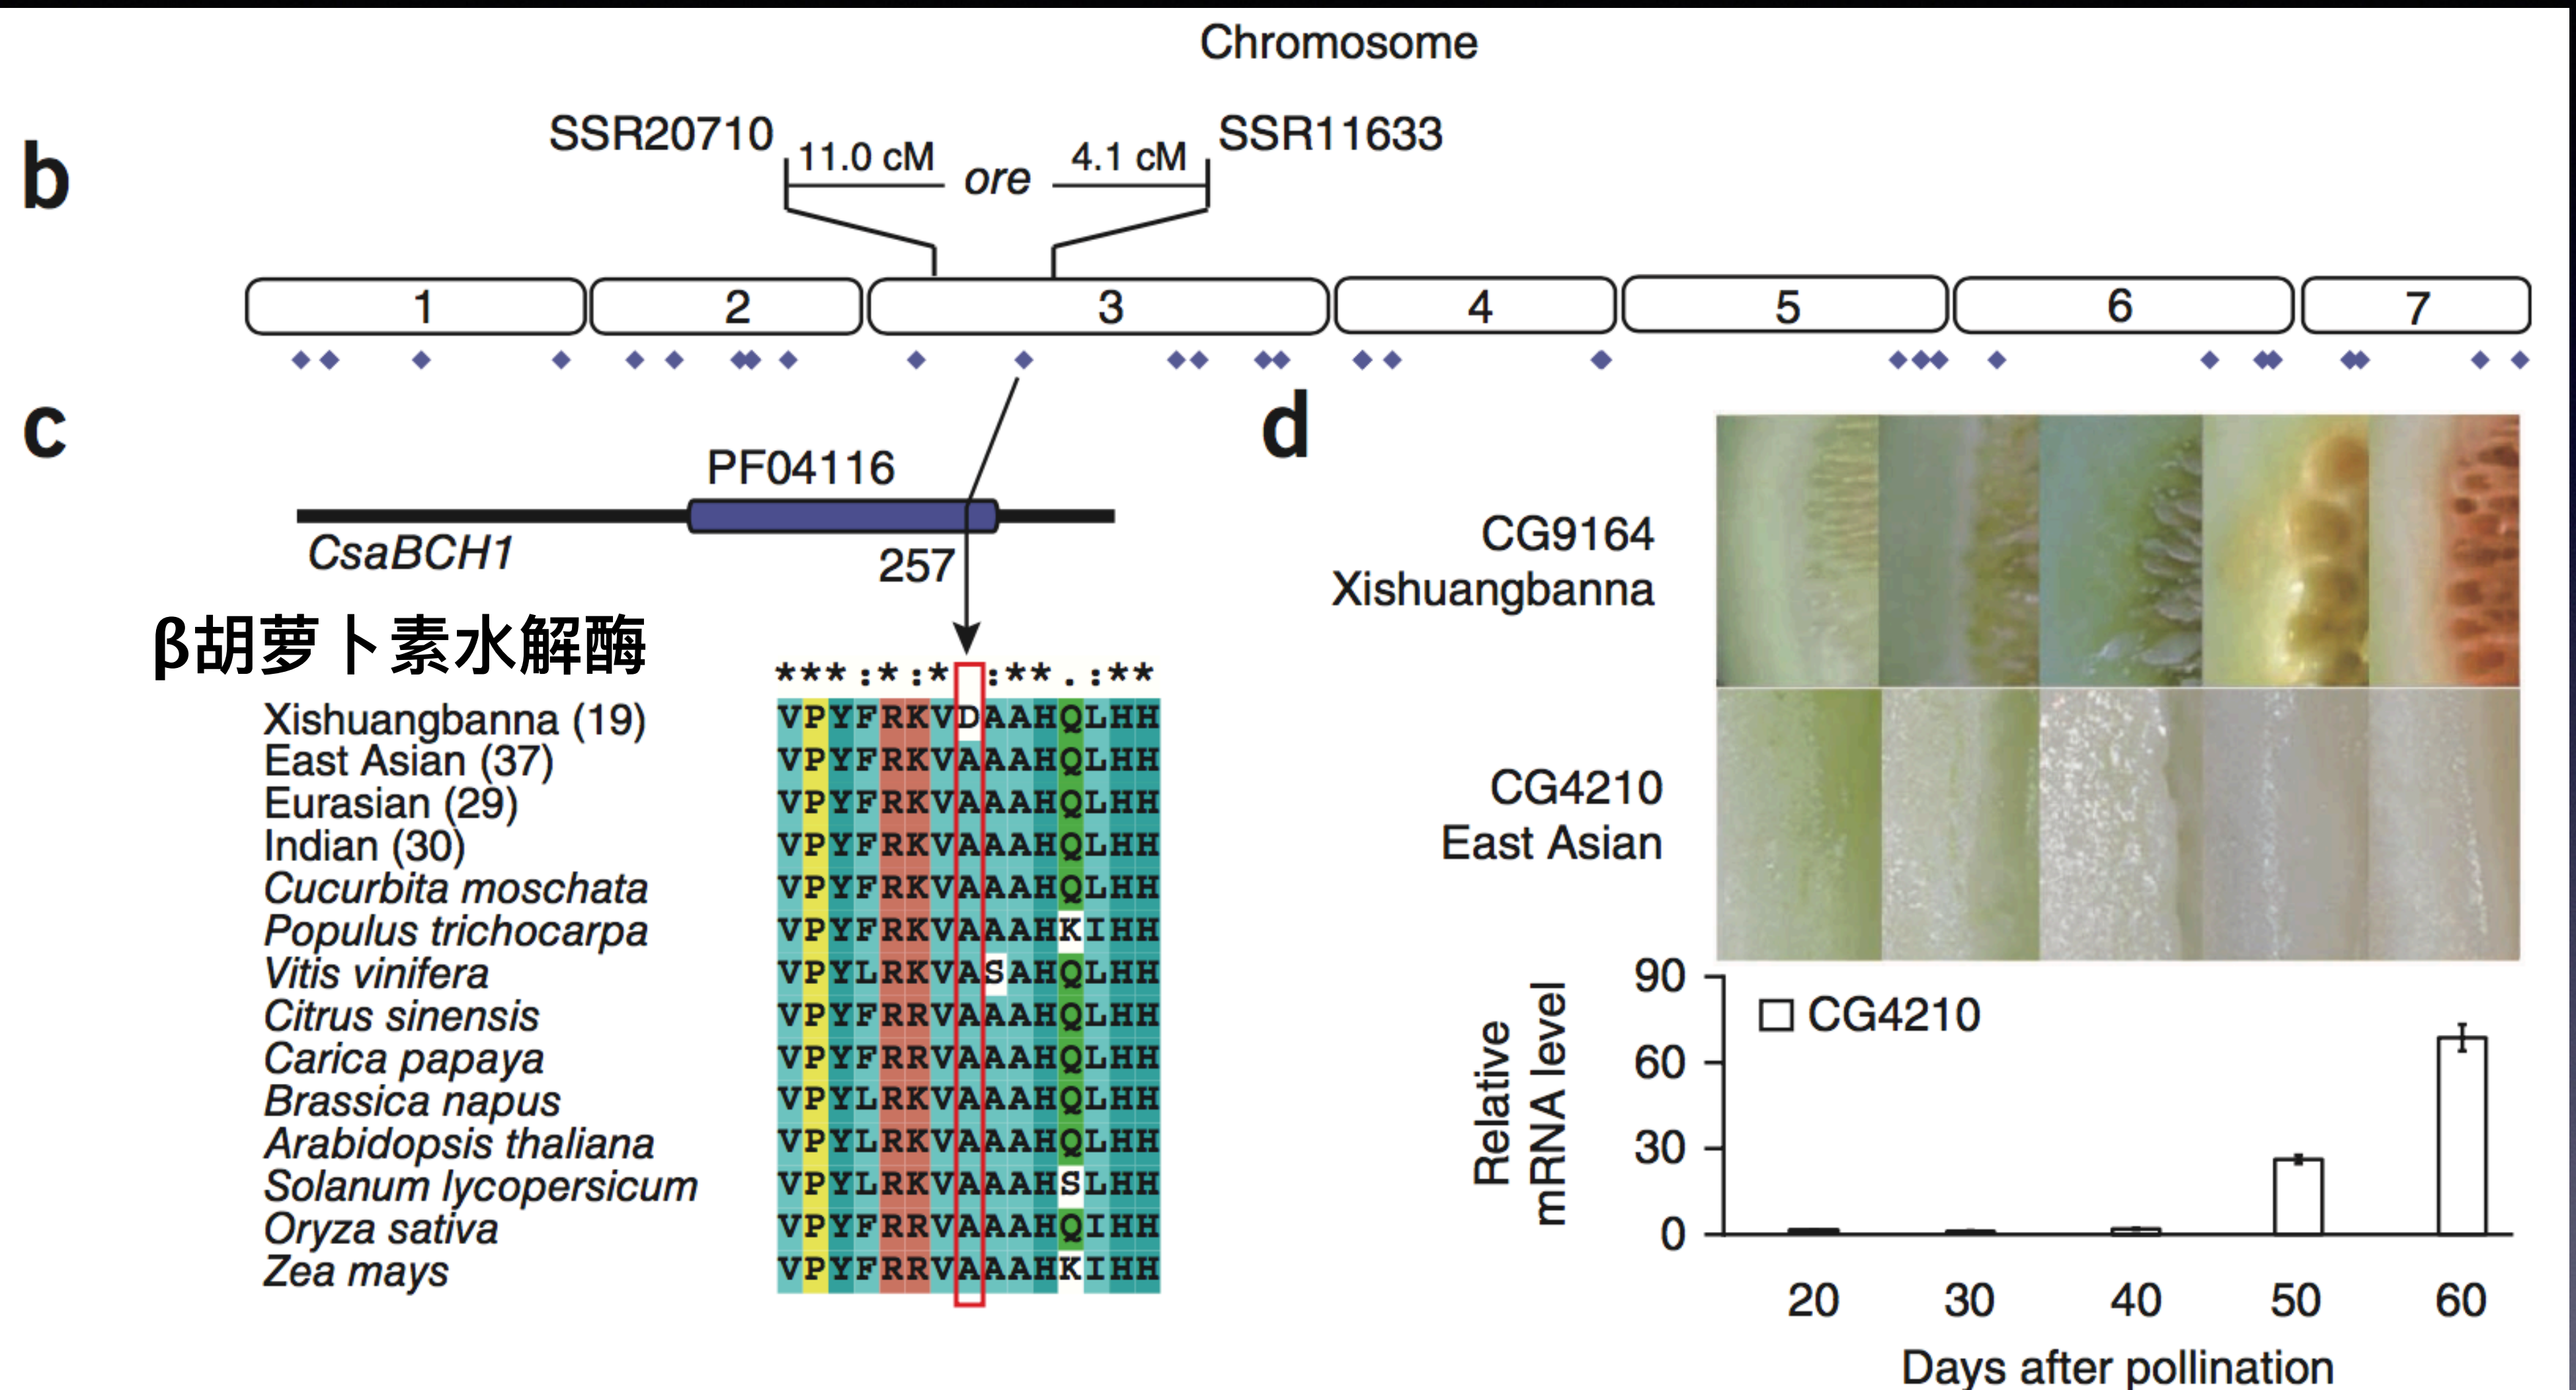 Chromosome
b
SSR20710
11.0 cM
ore
4.1 cM
SSR11633
1 2 3 4 5 6 7
c
PF04116
CsaBCH1
257
β胡萝卜素水解酶
***:*:* :**.:**
Xishuangbanna (19) VPYFRKVDAAHQLHH
East Asian (37) VPYFRKVAAAHQLHH
Eurasian (29) VPYFRKVAAAHQLHH
Indian (30) VPYFRKVAAAHQLHH
Cucurbita moschata VPYFRKVAAAHQLHH
Populus trichocarpa VPYFRKVAAAHKIHH
Vitis vinifera VPYLRKVASAHQLHH
Citrus sinensis VPYFRRVAAAHQLHH
Carica papaya VPYFRRVAAAHQLHH
Brassica napus VPYLRKVAAAHQLHH
Arabidopsis thaliana VPYLRKVAAAHQLHH
Solanum lycopersicum VPYLRKVAAAHSLHH
Oryza sativa VPYFRRVAAAHQIHH
Zea mays VPYFRRVAAAHKIHH
d
CG9164
Xishuangbanna
CG4210
East Asian
Relative
mRNA level
90
60
30
0
CG4210
20 30 40 50 60
Days after pollination